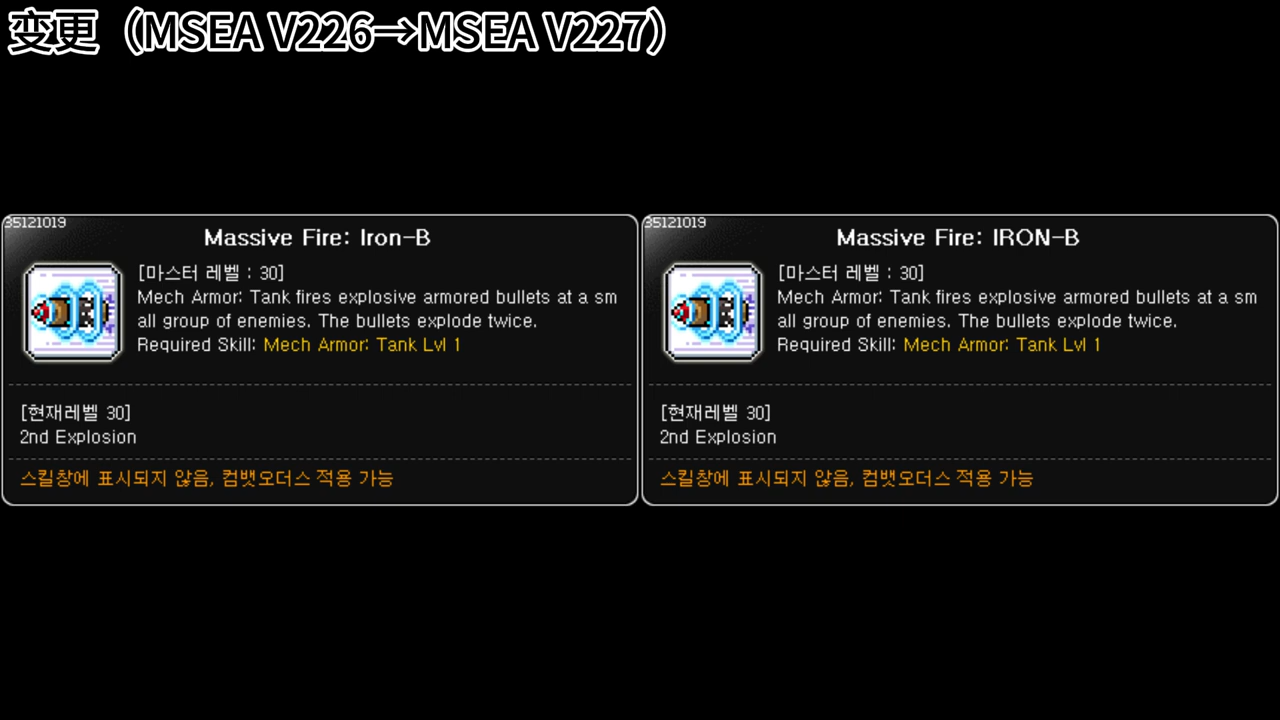 变更（MSEA V226→MSEA V227）
35121019
Massive Fire: Iron-B
[마스터 레벨 : 30]
Mech Armor: Tank fires explosive armored bullets at a sm
all group of enemies. The bullets explode twice.
Required Skill: Mech Armor: Tank Lvl 1
[현재레벨 30]
2nd Explosion
스킬창에 표시되지 않음, 컴뱃오더스 적용 가능
35121019
Massive Fire: IRON-B
[마스터 레벨 : 30]
Mech Armor: Tank fires explosive armored bullets at a sm
all group of enemies. The bullets explode twice.
Required Skill: Mech Armor: Tank Lvl 1
[현재레벨 30]
2nd Explosion
스킬창에 표시되지 않음, 컴뱃오더스 적용 가능